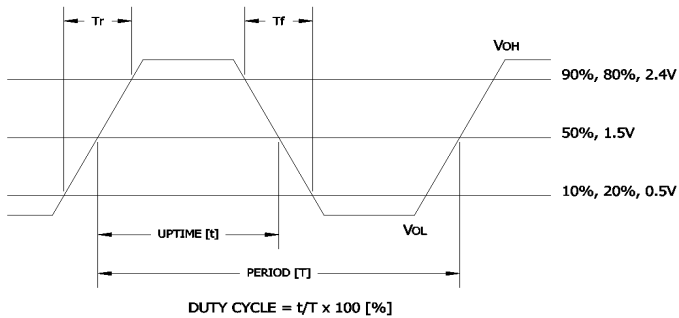 Tr
Tf
VOH
90%, 80%, 2.4V
50%, 1.5V
10%, 20%, 0.5V
UPTIME [t]
VOL
PERIOD [T]
DUTY CYCLE = t/T x 100 [%]